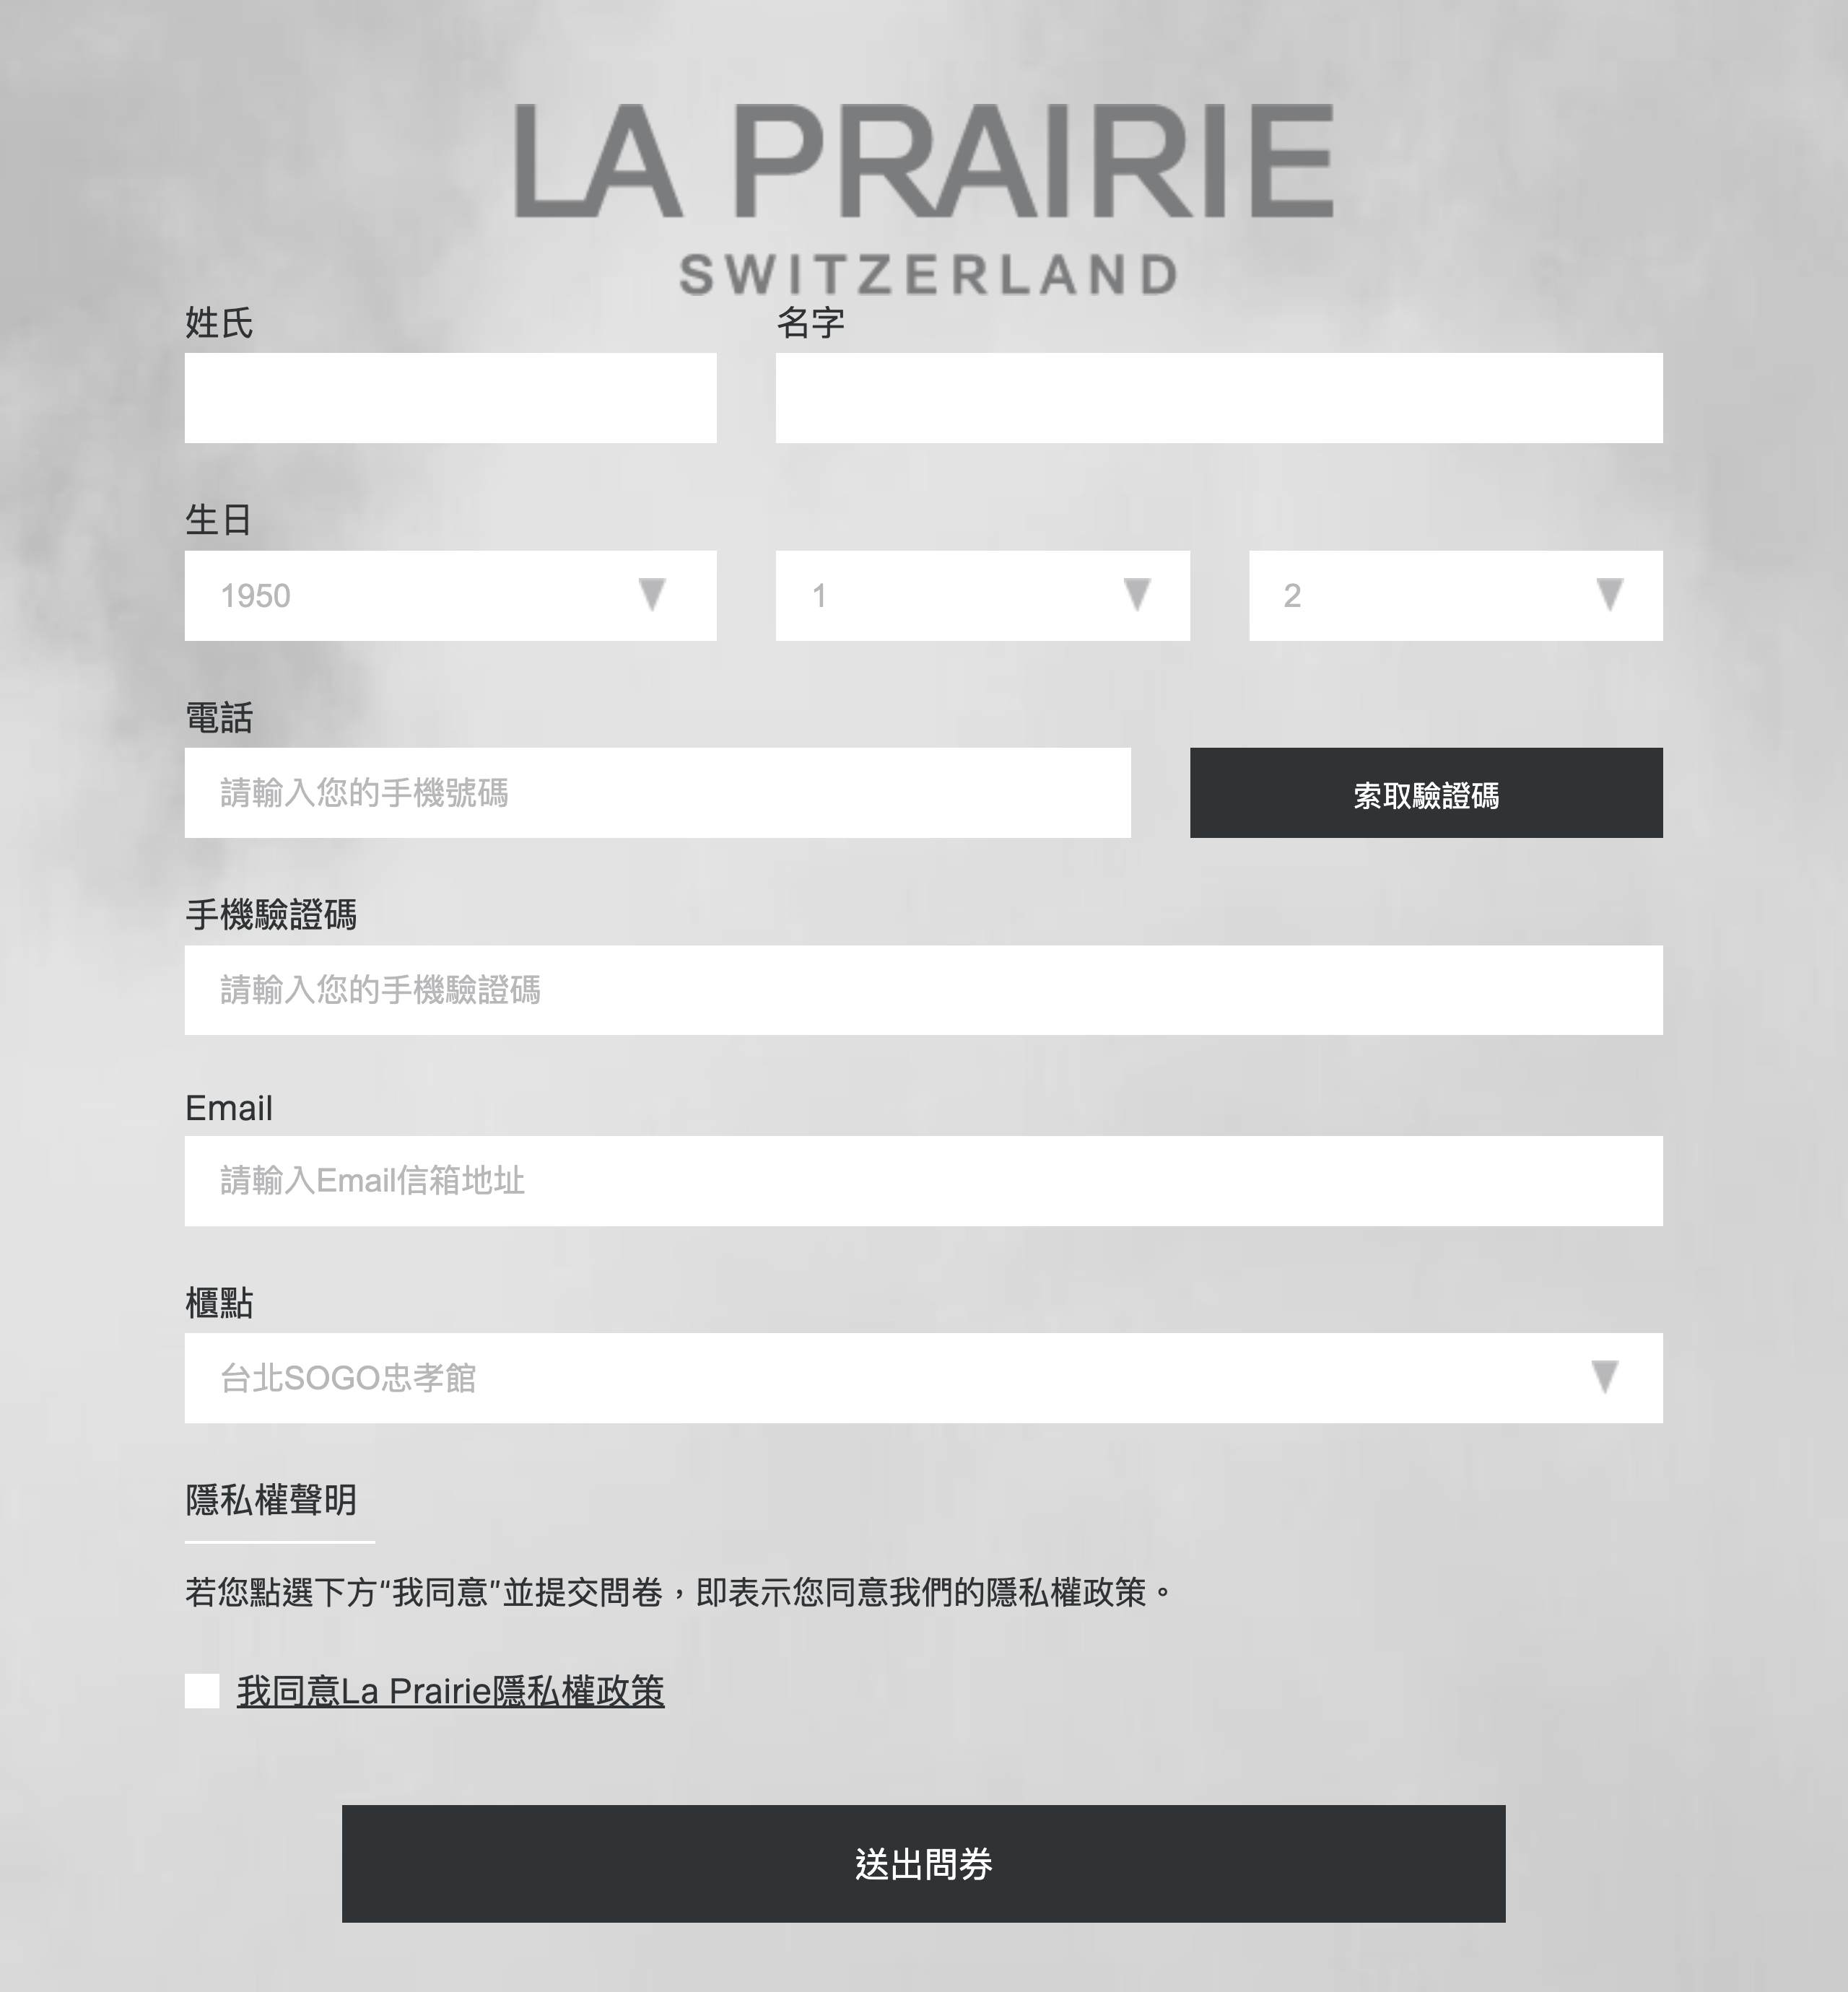 LA PRAIRIE
SWITZERLAND
姓氏 名字
生日
1950 1 2
電話
請輸入您的手機號碼 索取驗證碼
手機驗證碼
請輸入您的手機驗證碼
Email
請輸入Email信箱地址
櫃點
台北SOGO忠孝館
隱私權聲明
若您點選下方“我同意”並提交問卷，即表示您同意我們的隱私權政策。
我同意La Prairie隱私權政策
送出問券